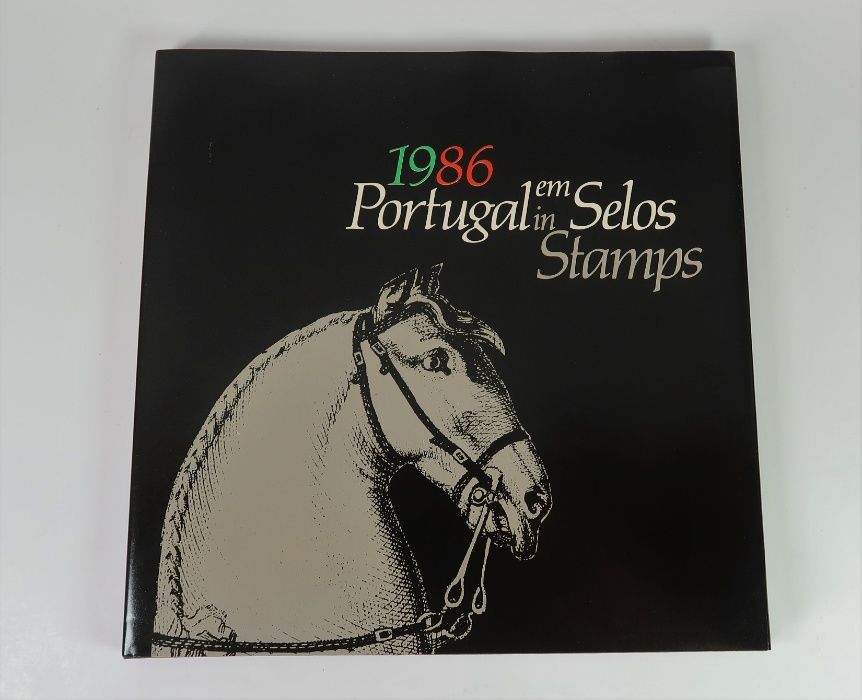 1986
Portugal em Selos
in
Stamps